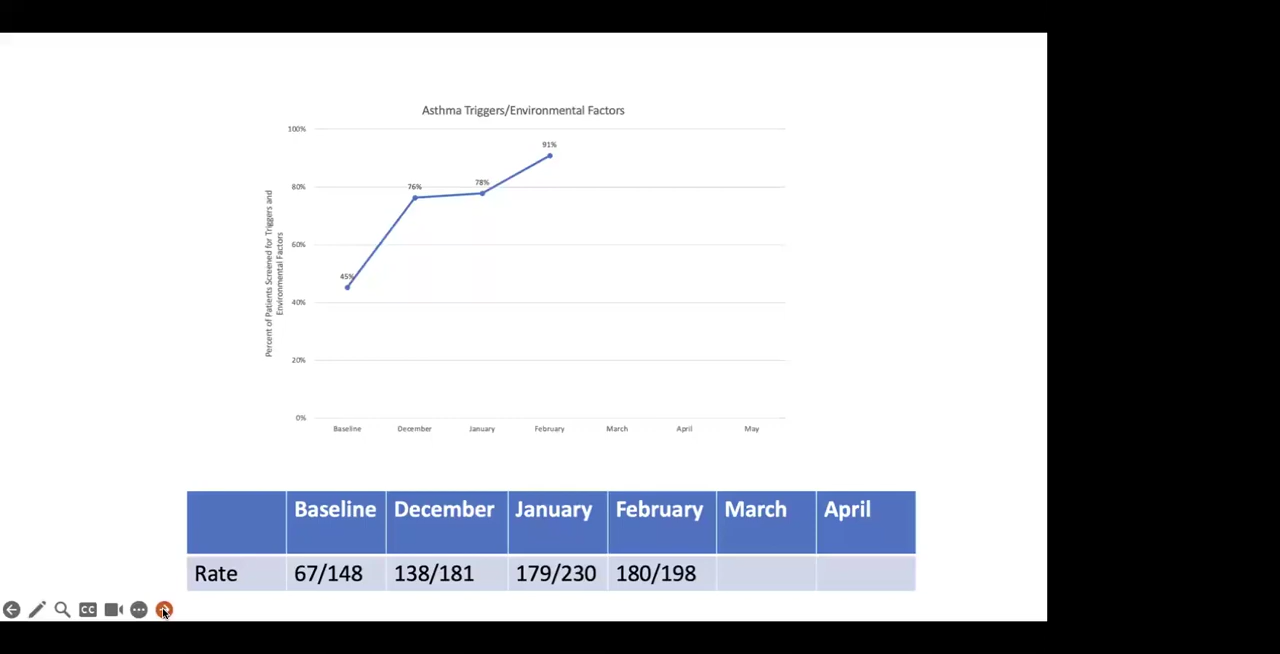 Asthma Triggers/Environmental Factors
100%
91%
80%
76%
78%
60%
45%
40%
20%
0%
Percent of Patients Screened for Triggers and
Environmental Factors
Baseline December January February March April May
Baseline December January February March April
Rate 67/148 138/181 179/230 180/198
CC